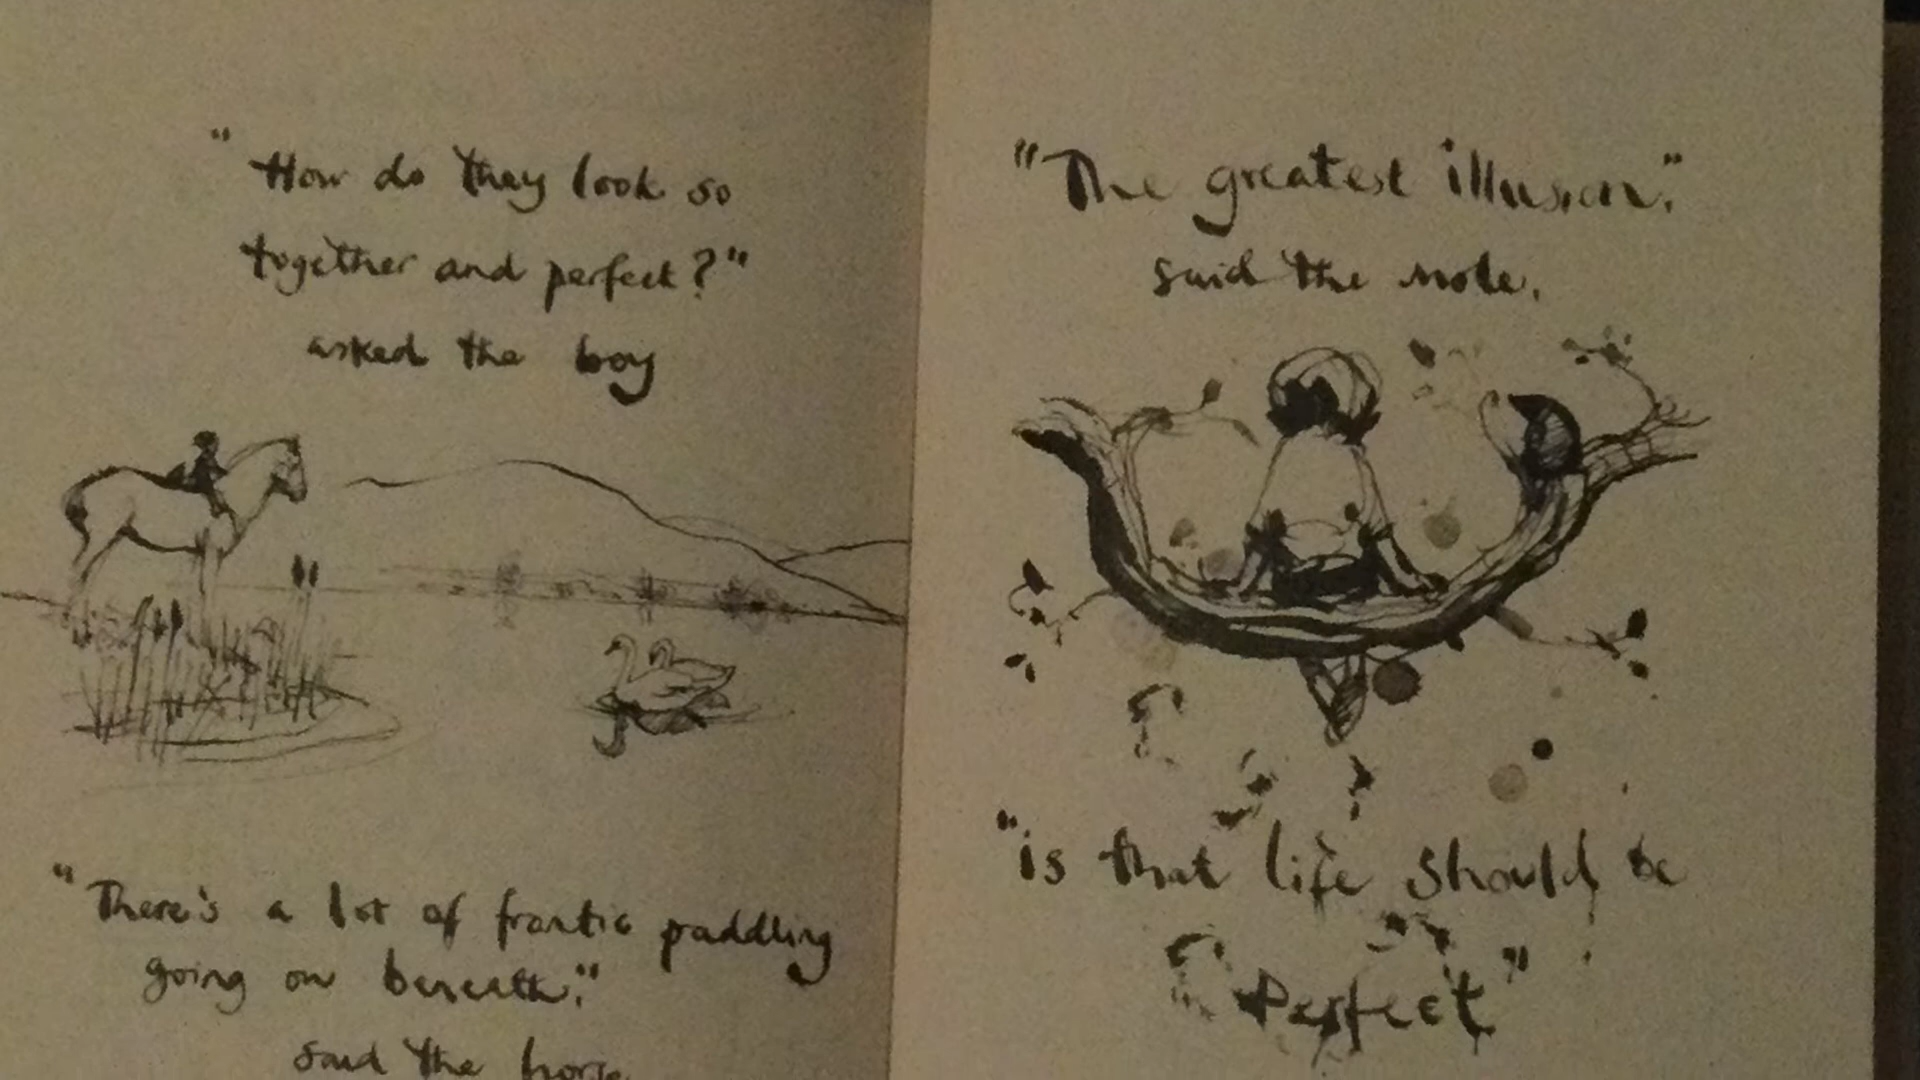 "How do they look so
together and perfect?"
asked the boy
"There's a lot of frantic paddling
going on beneath."
said the horse
"The greatest illusion,"
said the mole.
"is that life should be
Perfect"